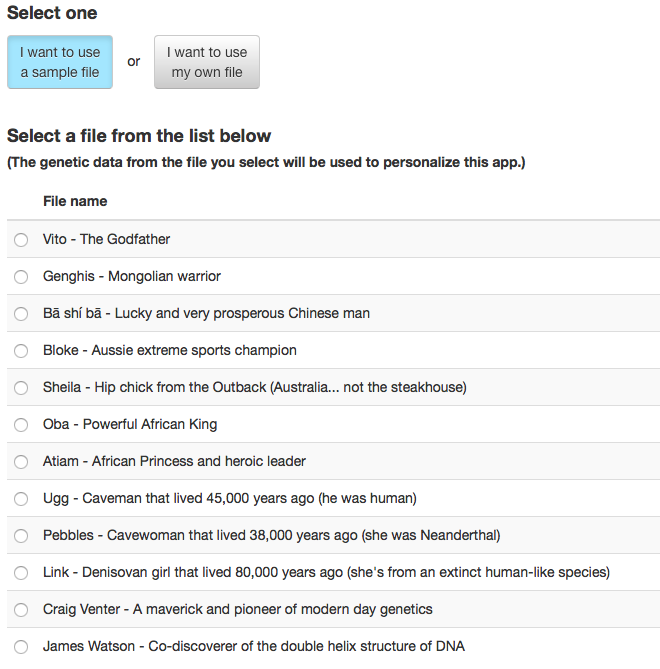 Select one
I want to use
a sample file
or
I want to use
my own file
Select a file from the list below
(The genetic data from the file you select will be used to personalize this app.)
File name
Vito - The Godfather
Genghis - Mongolian warrior
Bā shí bā - Lucky and very prosperous Chinese man
Bloke - Aussie extreme sports champion
Sheila - Hip chick from the Outback (Australia... not the steakhouse)
Oba - Powerful African King
Atiam - African Princess and heroic leader
Ugg - Caveman that lived 45,000 years ago (he was human)
Pebbles - Cavewoman that lived 38,000 years ago (she was Neanderthal)
Link - Denisovan girl that lived 80,000 years ago (she's from an extinct human-like species)
Craig Venter - A maverick and pioneer of modern day genetics
James Watson - Co-discoverer of the double helix structure of DNA